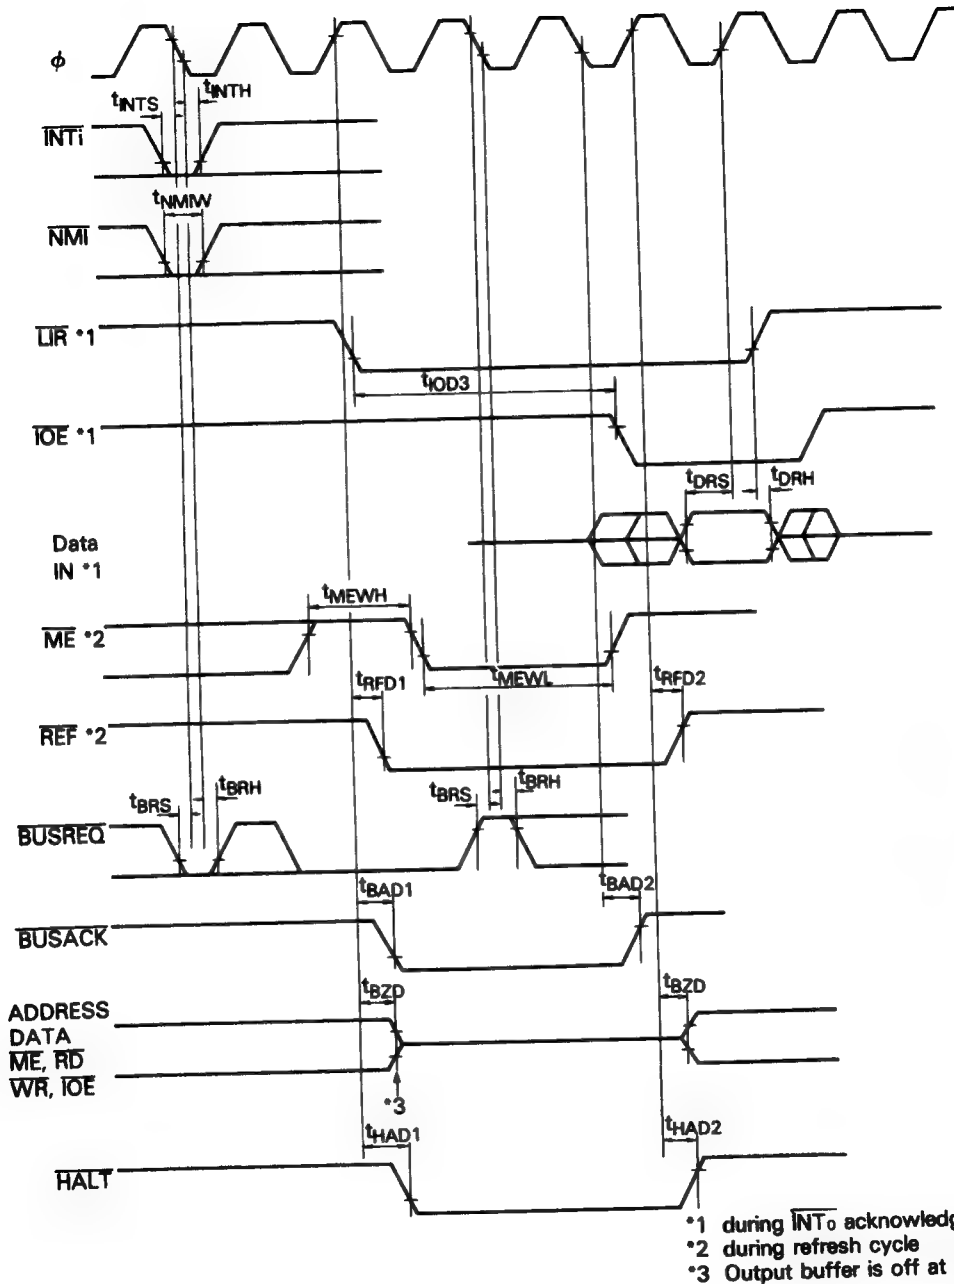 φ
tINTS tINTH
INTi
tNMIW
NMI
LIR *1
tIOD3
IOE *1
tDRS tDRH
Data
IN *1
tMEWH
ME *2
tMEWL
tRFD1 tRFD2
REF *2
tBRS tBRH tBRS tBRH
BUSREQ
tBAD1 tBAD2
BUSACK
tBZD tBZD
ADDRESS
DATA
ME, RD
WR, IOE
*3
tHAD1 tHAD2
HALT
*1 during INT0
*2 during refresh cycle
*3 Output buffer is off at